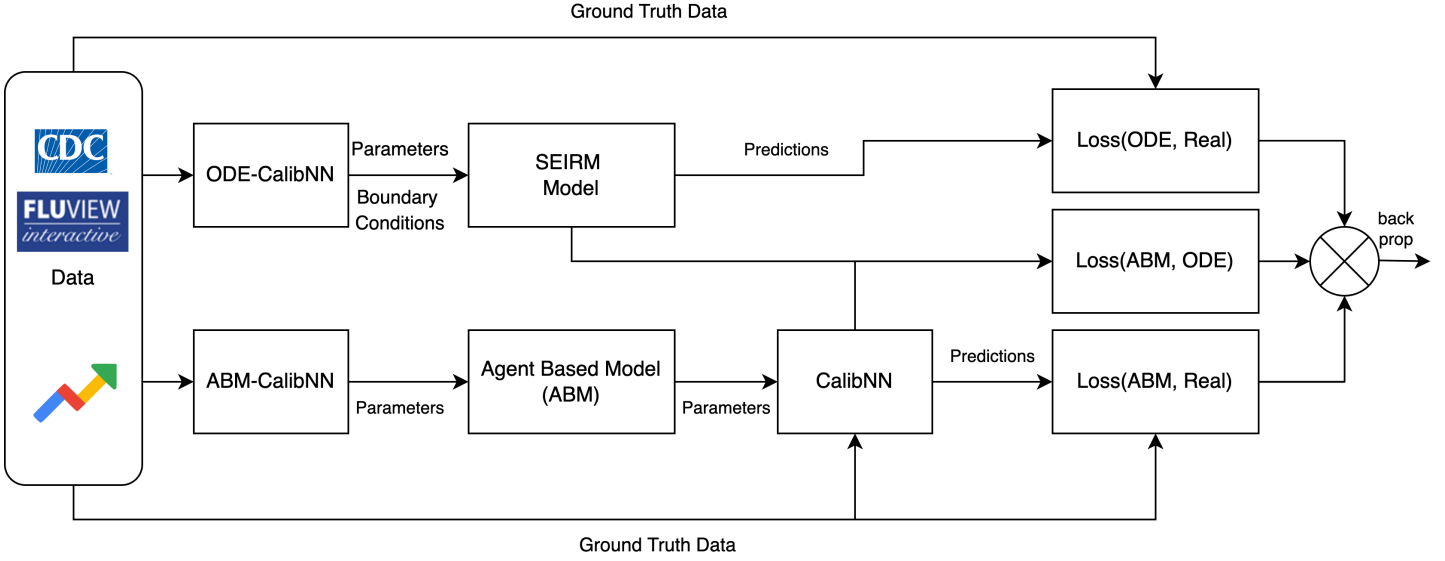 Ground Truth Data
CDC
FLUVIEW
interactive
Data
ODE-CalibNN
Parameters
Boundary
Conditions
SEIRM
Model
Predictions
Loss(ODE, Real)
Loss(ABM, ODE)
back
prop
ABM-CalibNN
Parameters
Agent Based Model
(ABM)
Parameters
CalibNN
Predictions
Loss(ABM, Real)
Ground Truth Data